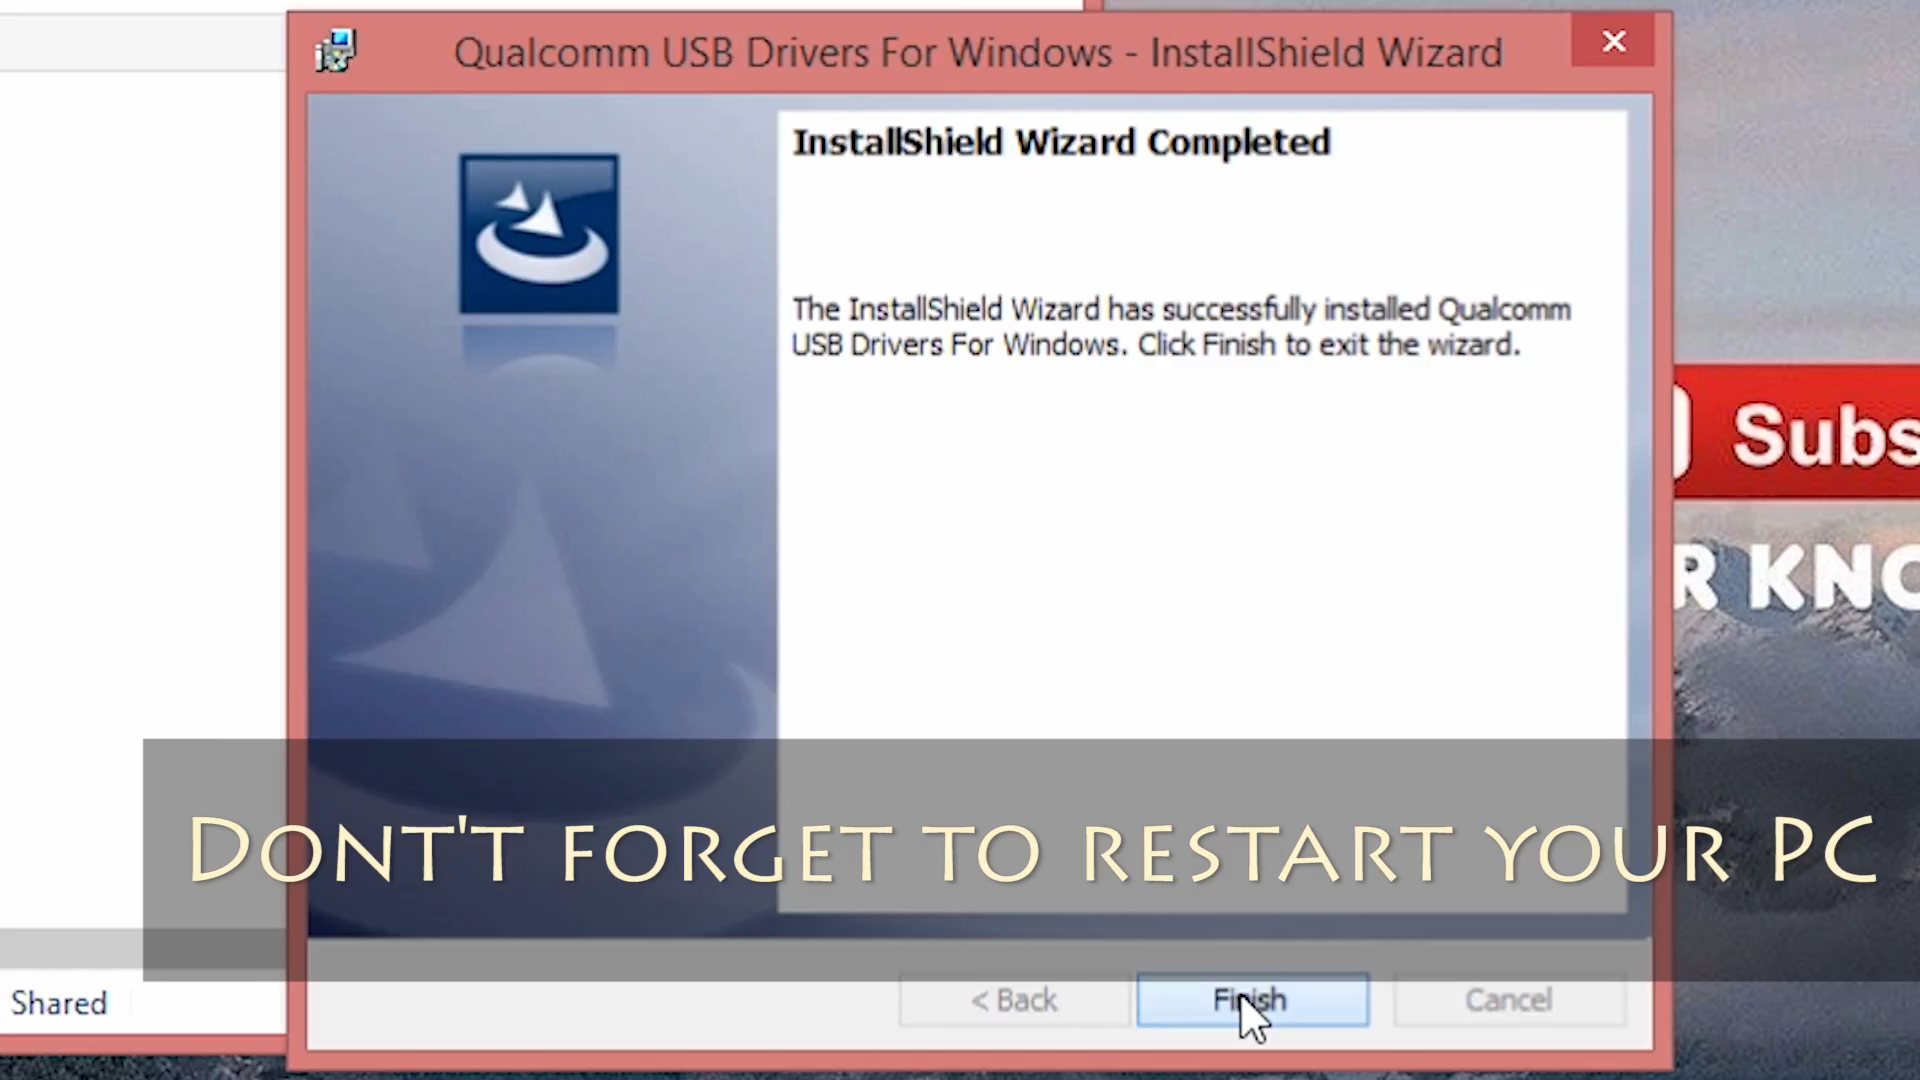 Qualcomm USB Drivers For Windows - InstallShield Wizard
InstallShield Wizard Completed
The InstallShield Wizard has successfully installed Qualcomm
USB Drivers For Windows. Click Finish to exit the wizard.
Subs
R KNO
Dont't forget to restart your PC
Shared
< Back
Finish
Cancel